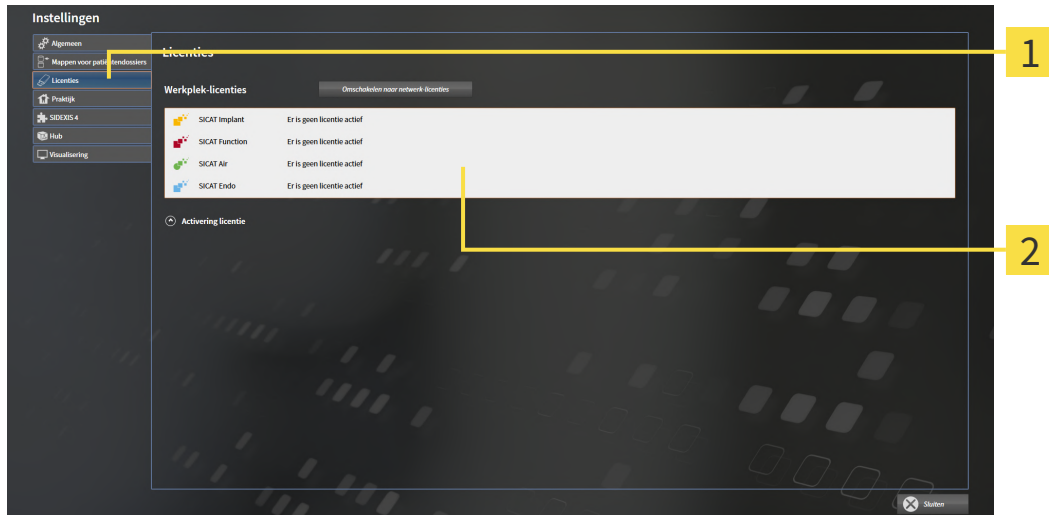 Instellingen
Algemeen
Mappen voor patiëntendossiers
Licenties
Praktijk
SIDEXIS 4
Hub
Visualisering
Licenties
Werkplek-licenties
Omschakelen naar netwerk-licenties
SICAT Implant Er is geen licentie actief
SICAT Function Er is geen licentie actief
SICAT Air Er is geen licentie actief
SICAT Endo Er is geen licentie actief
Activering licentie
Sluiten
1
2